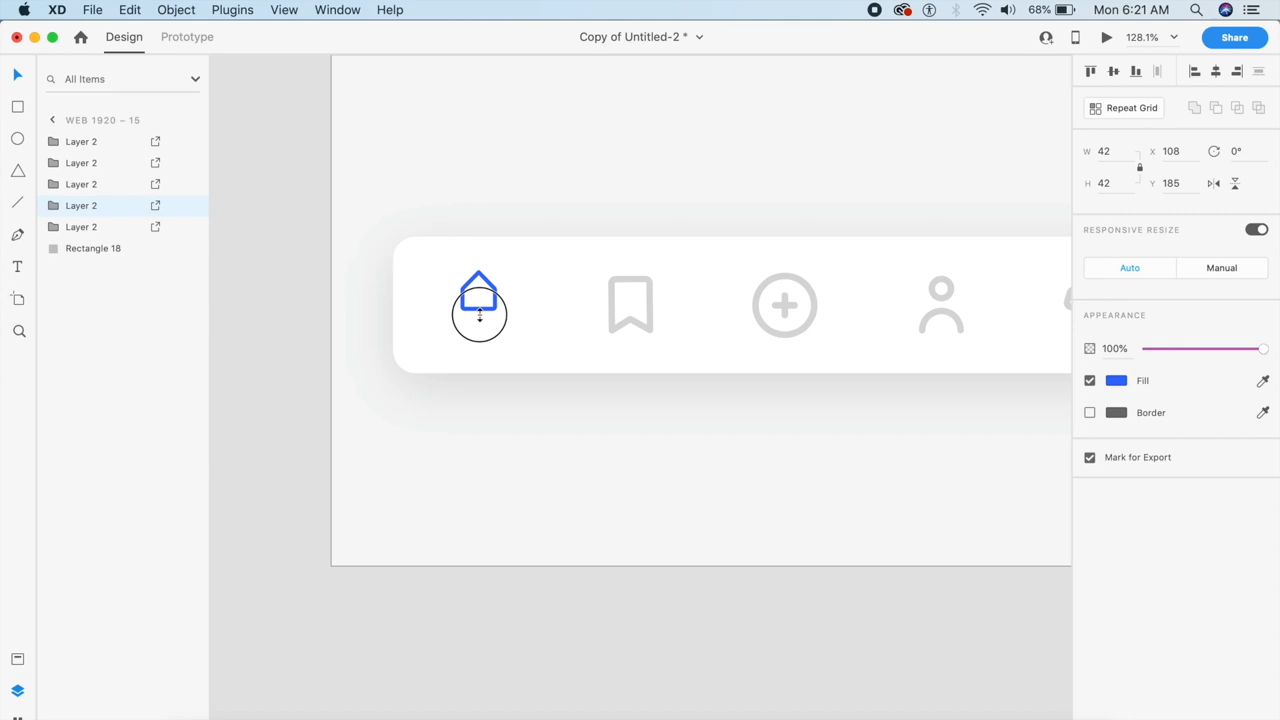 XD File Edit Object Plugins View Window Help 68% Mon 6:21 AM
Design Prototype Copy of Untitled-2 * 128.1% Share
All Items
WEB 1920 – 15
Layer 2
Layer 2
Layer 2
Layer 2
Layer 2
Rectangle 18
Repeat Grid
W 42 X 108 0°
H 42 Y 185
RESPONSIVE RESIZE
Auto Manual
APPEARANCE
100%
Fill
Border
Mark for Export